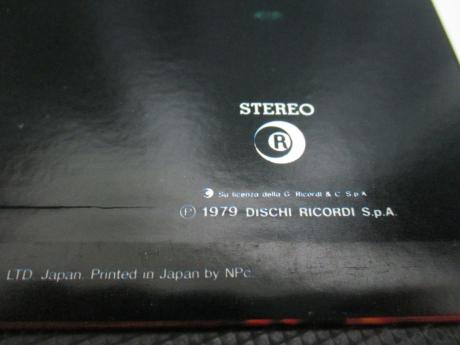 STEREO
R
Su licenza della G. Ricordi & C. S.p.A.
℗ 1979 DISCHI RICORDI S.p.A.
LTD. Japan. Printed in Japan by NPc.